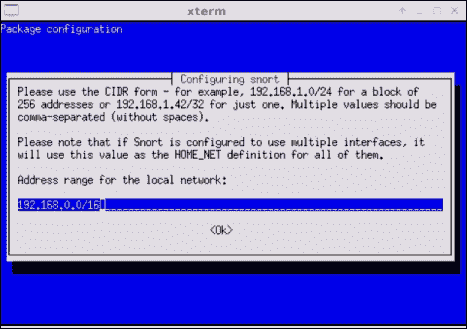 xterm
Package configuration
Configuring snort
Please use the CIDR form - for example, 192.168.1.0/24 for a block of
256 addresses or 192.168.1.42/32 for just one. Multiple values should be
comma-separated (without spaces).
Please note that if Snort is configured to use multiple interfaces, it
will use this value as the HOME_NET definition for all of them.
Address range for the local network:
192.168.0.0/16
<Ok>